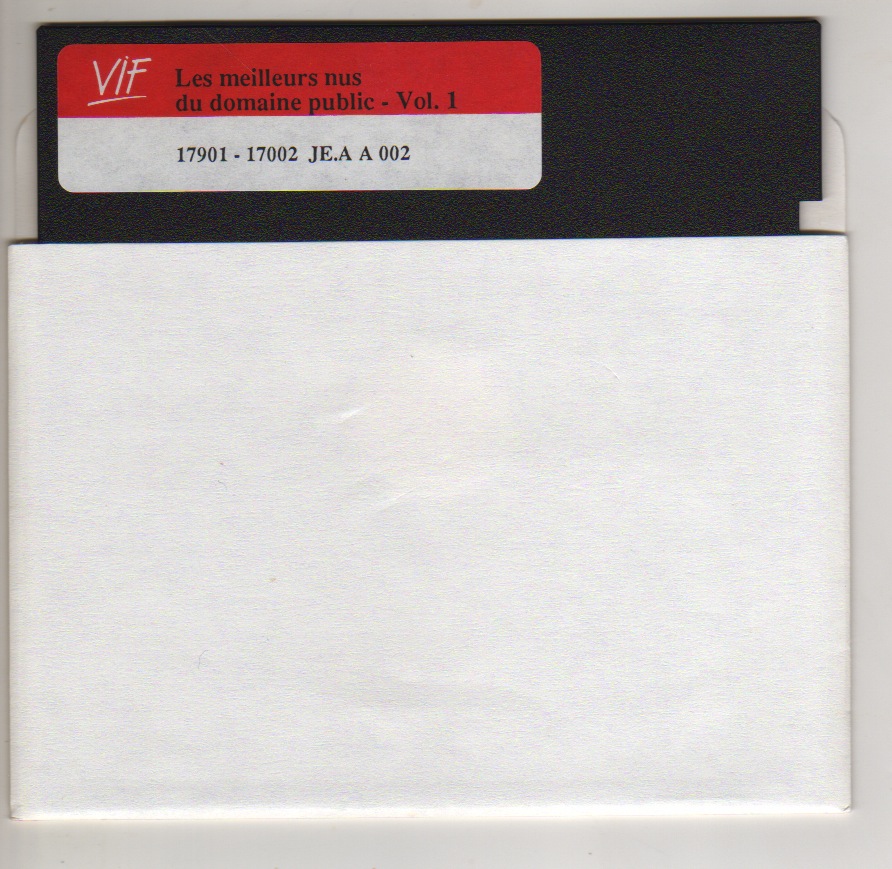 VIF
Les meilleurs nus
du domaine public - Vol. 1
17901 - 17002 JE.A A 002